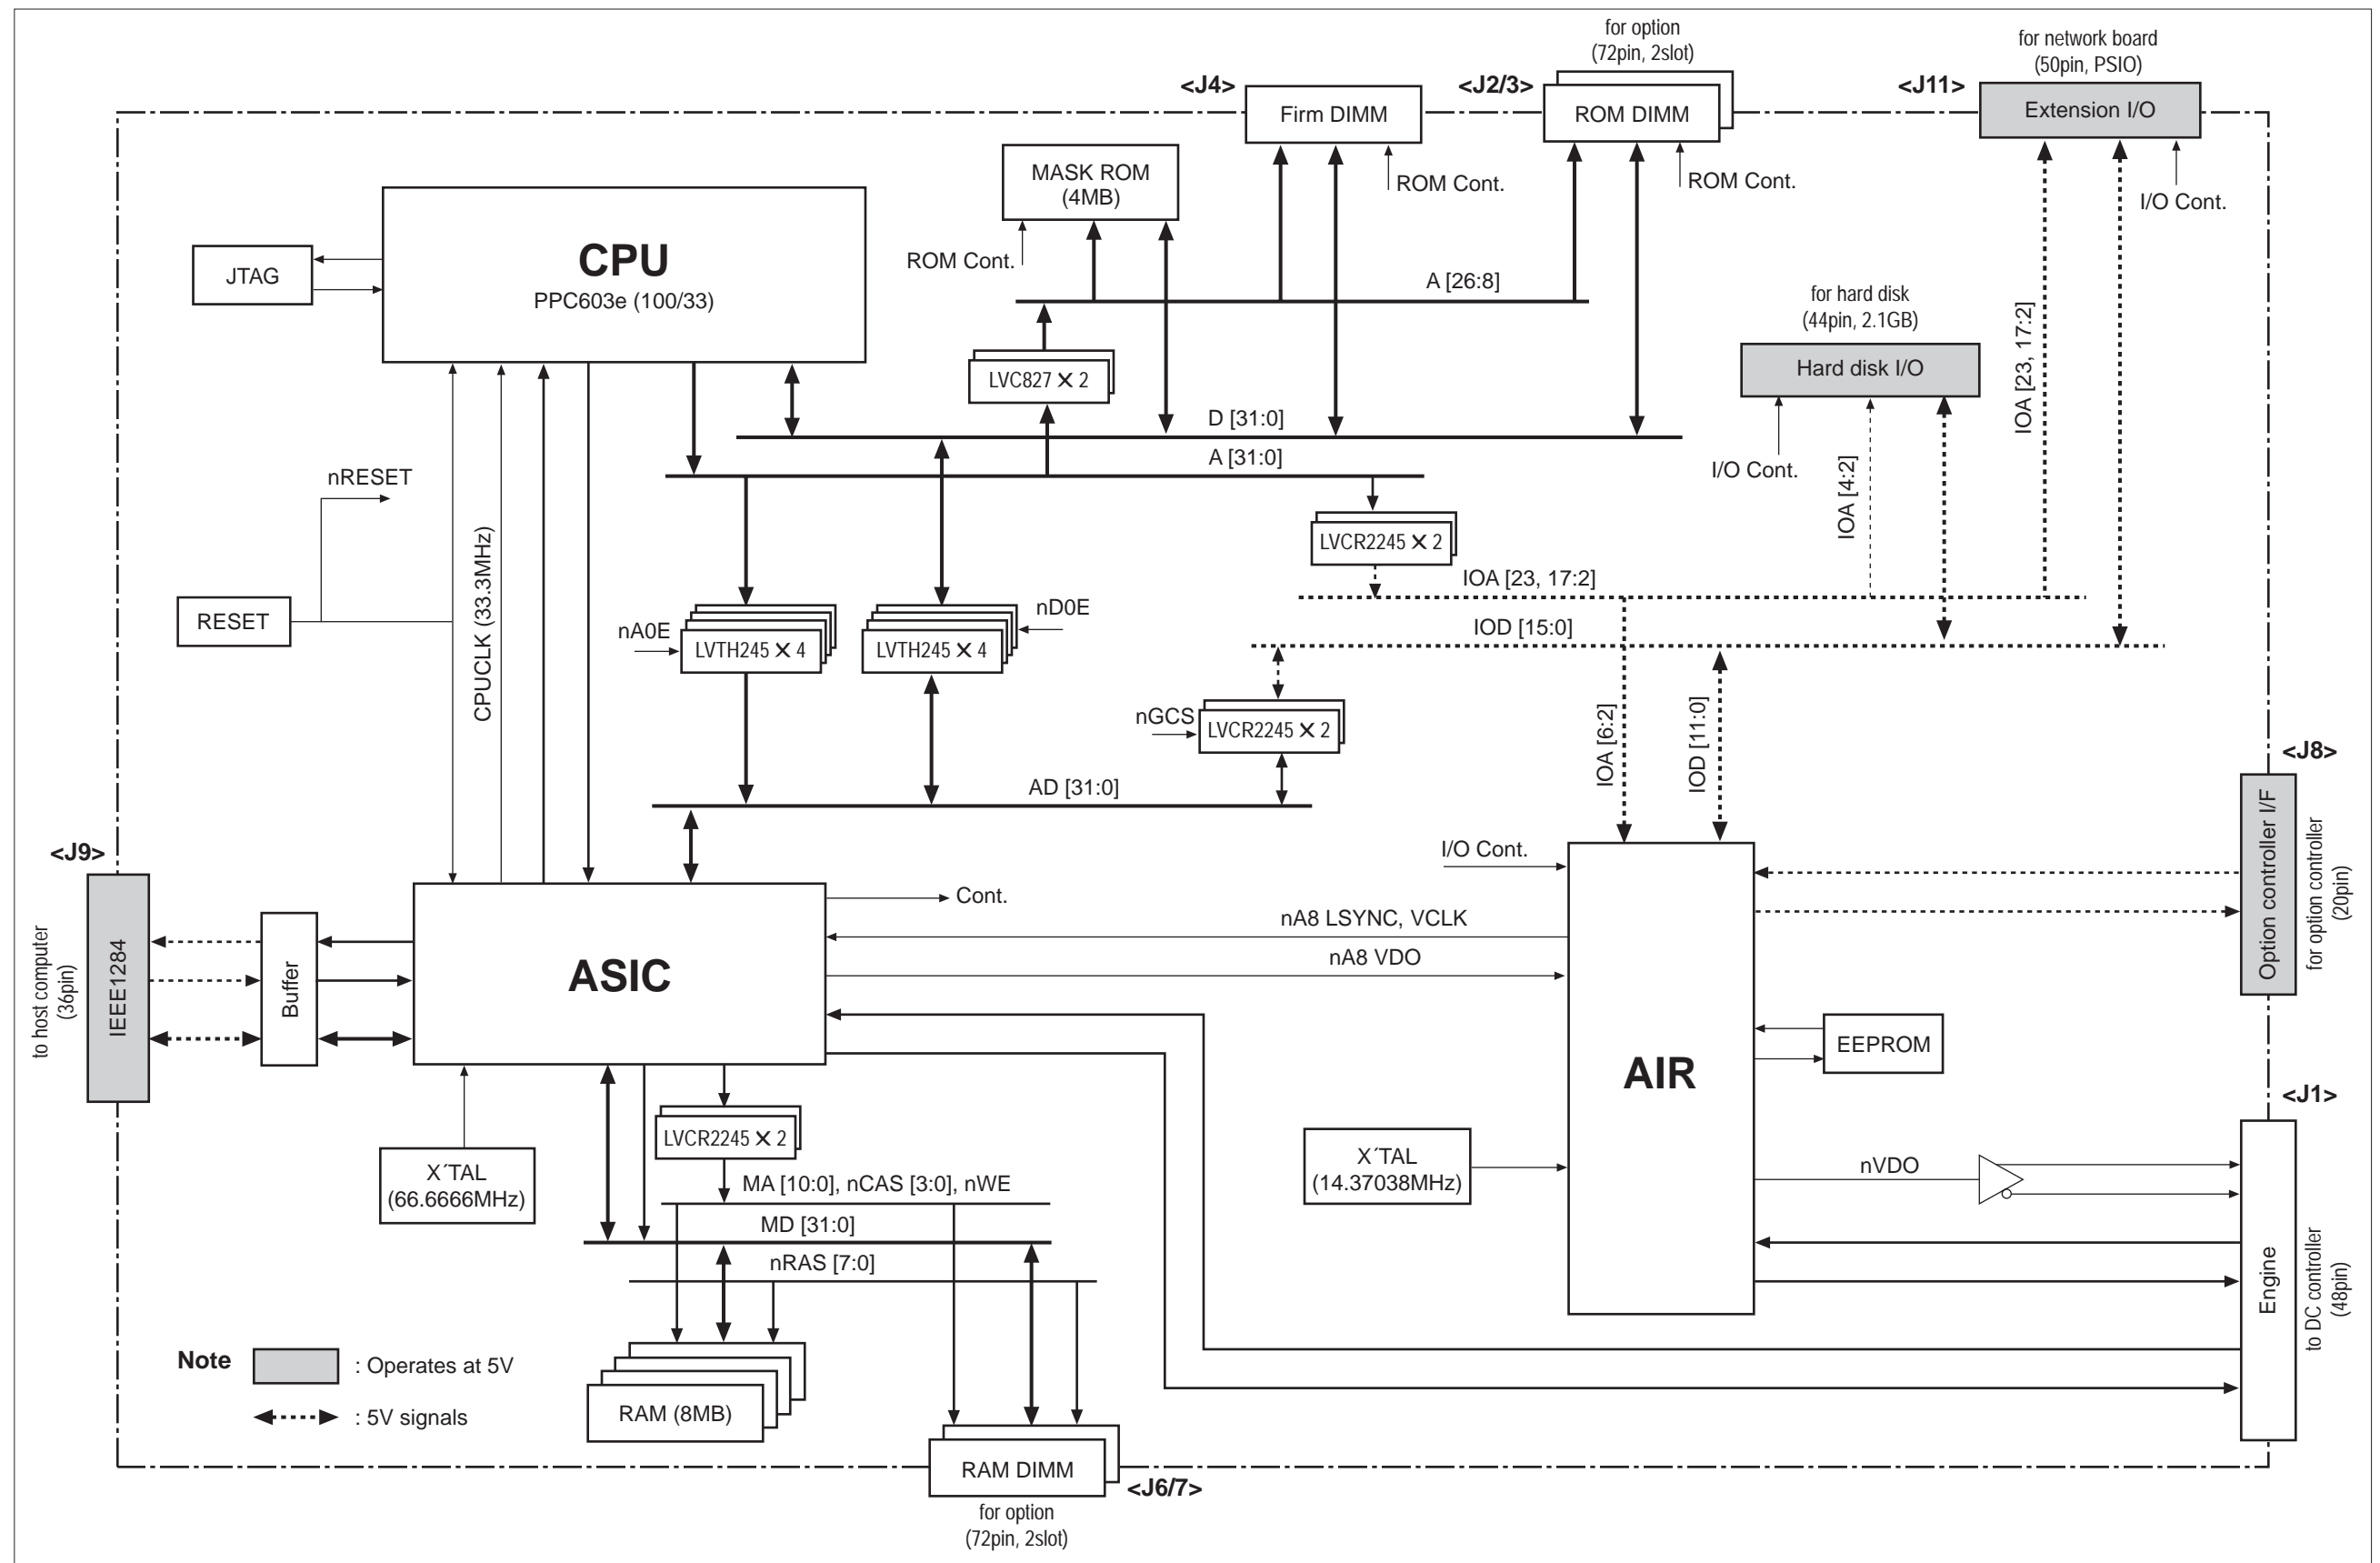 for option
(72pin, 2slot)
for network board
(50pin, PSIO)
<J4>
Firm DIMM
<J2/3>
ROM DIMM
<J11>
Extension I/O
MASK ROM
(4MB)
ROM Cont.
ROM Cont.
ROM Cont.
I/O Cont.
CPU
PPC603e (100/33)
JTAG
A [26:8]
for hard disk
(44pin, 2.1GB)
Hard disk I/O
IOA [23, 17:2]
LVC827 × 2
D [31:0]
A [31:0]
I/O Cont.
IOA [4:2]
nRESET
RESET
CPUCLK (33.3MHz)
LVCR2245 × 2
IOA [23, 17:2]
nA0E
LVTH245 × 4
LVTH245 × 4
nD0E
IOD [15:0]
nGCS
LVCR2245 × 2
IOA [6:2]
IOD [11:0]
AD [31:0]
<J8>
Option controller I/F
for option controller
(20pin)
<J9>
IEEE1284
to host computer
(36pin)
Buffer
ASIC
Cont.
I/O Cont.
nA8 LSYNC, VCLK
nA8 VDO
AIR
EEPROM
<J1>
Engine
to DC controller
(48pin)
X´TAL
(66.6666MHz)
LVCR2245 × 2
X´TAL
(14.37038MHz)
nVDO
MA [10:0], nCAS [3:0], nWE
MD [31:0]
nRAS [7:0]
Note
: Operates at 5V
: 5V signals
RAM (8MB)
RAM DIMM
<J6/7>
for option
(72pin, 2slot)